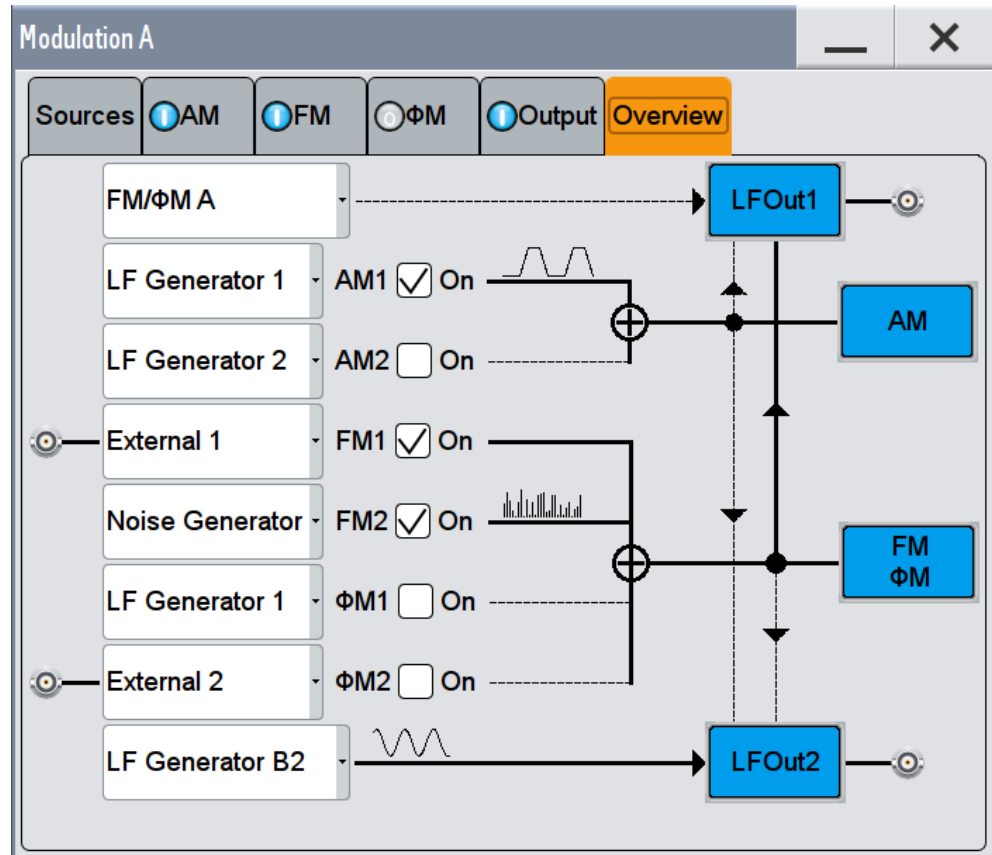 Modulation A
Sources AM FM ΦM Output Overview
FM/ΦM A LFOut1
LF Generator 1 AM1 On
AM
LF Generator 2 AM2 On
External 1 FM1 On
Noise Generator FM2 On
FM
ΦM
LF Generator 1 ΦM1 On
External 2 ΦM2 On
LF Generator B2 LFOut2